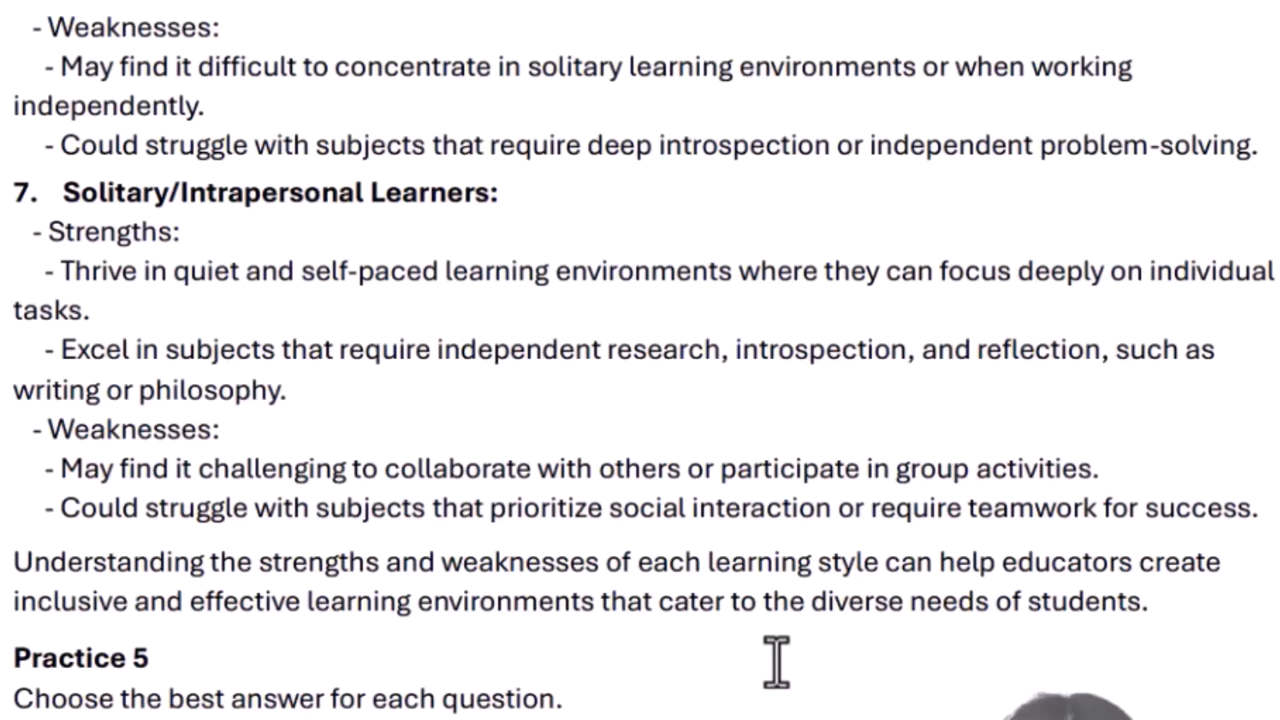 - Weaknesses:
- May find it difficult to concentrate in solitary learning environments or when working
independently.
- Could struggle with subjects that require deep introspection or independent problem-solving.
7. Solitary/Intrapersonal Learners:
- Strengths:
- Thrive in quiet and self-paced learning environments where they can focus deeply on individual
tasks.
- Excel in subjects that require independent research, introspection, and reflection, such as
writing or philosophy.
- Weaknesses:
- May find it challenging to collaborate with others or participate in group activities.
- Could struggle with subjects that prioritize social interaction or require teamwork for success.
Understanding the strengths and weaknesses of each learning style can help educators create
inclusive and effective learning environments that cater to the diverse needs of students.
Practice 5
Choose the best answer for each question.